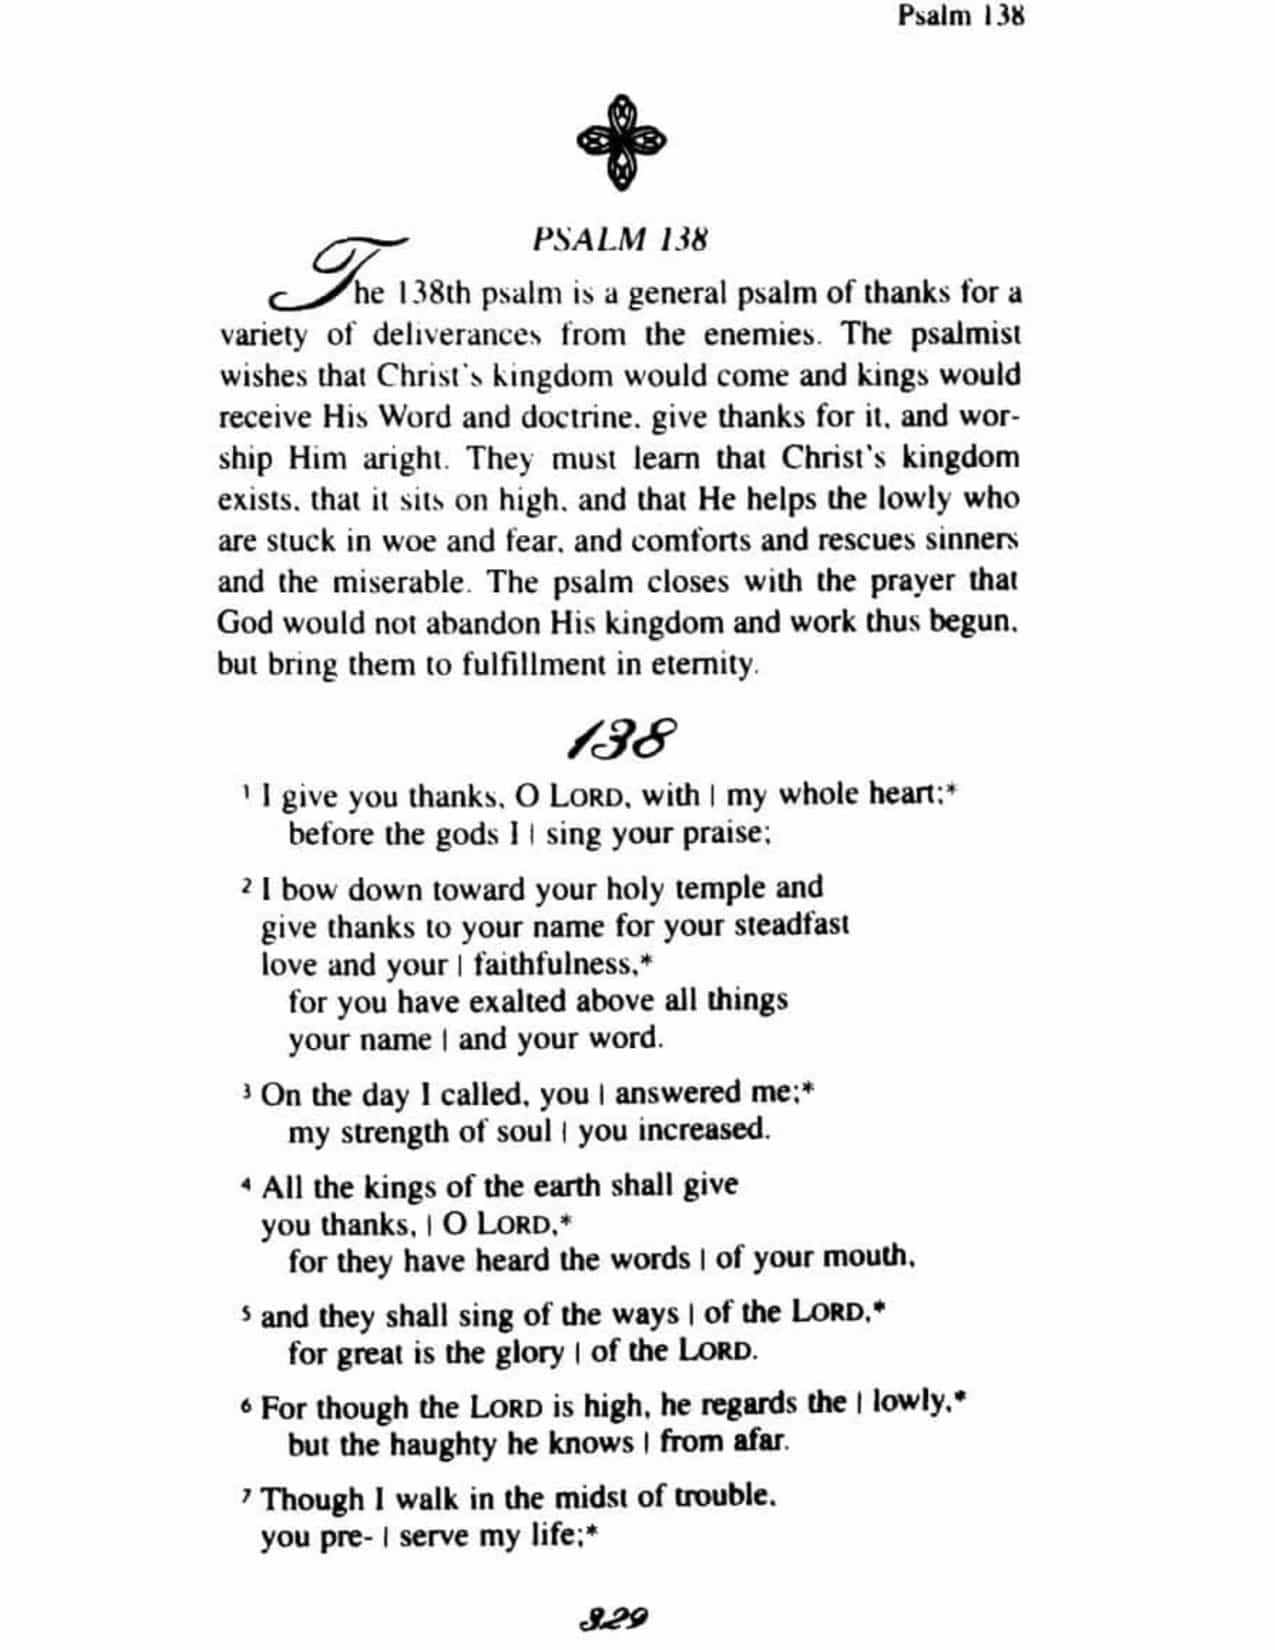 Psalm 138
PSALM 138
The 138th psalm is a general psalm of thanks for a
variety of deliverances from the enemies. The psalmist
wishes that Christ's kingdom would come and kings would
receive His Word and doctrine, give thanks for it, and wor-
ship Him aright. They must learn that Christ's kingdom
exists, that it sits on high, and that He helps the lowly who
are stuck in woe and fear, and comforts and rescues sinners
and the miserable. The psalm closes with the prayer that
God would not abandon His kingdom and work thus begun,
but bring them to fulfillment in eternity.
138
1 I give you thanks, O LORD, with | my whole heart;*
before the gods I | sing your praise;
2 I bow down toward your holy temple and
give thanks to your name for your steadfast
love and your | faithfulness,*
for you have exalted above all things
your name | and your word.
3 On the day I called, you | answered me;*
my strength of soul | you increased.
4 All the kings of the earth shall give
you thanks, | O LORD,*
for they have heard the words | of your mouth,
5 and they shall sing of the ways | of the LORD,*
for great is the glory | of the LORD.
6 For though the LORD is high, he regards the | lowly,*
but the haughty he knows | from afar.
7 Though I walk in the midst of trouble,
you pre- | serve my life;*
329